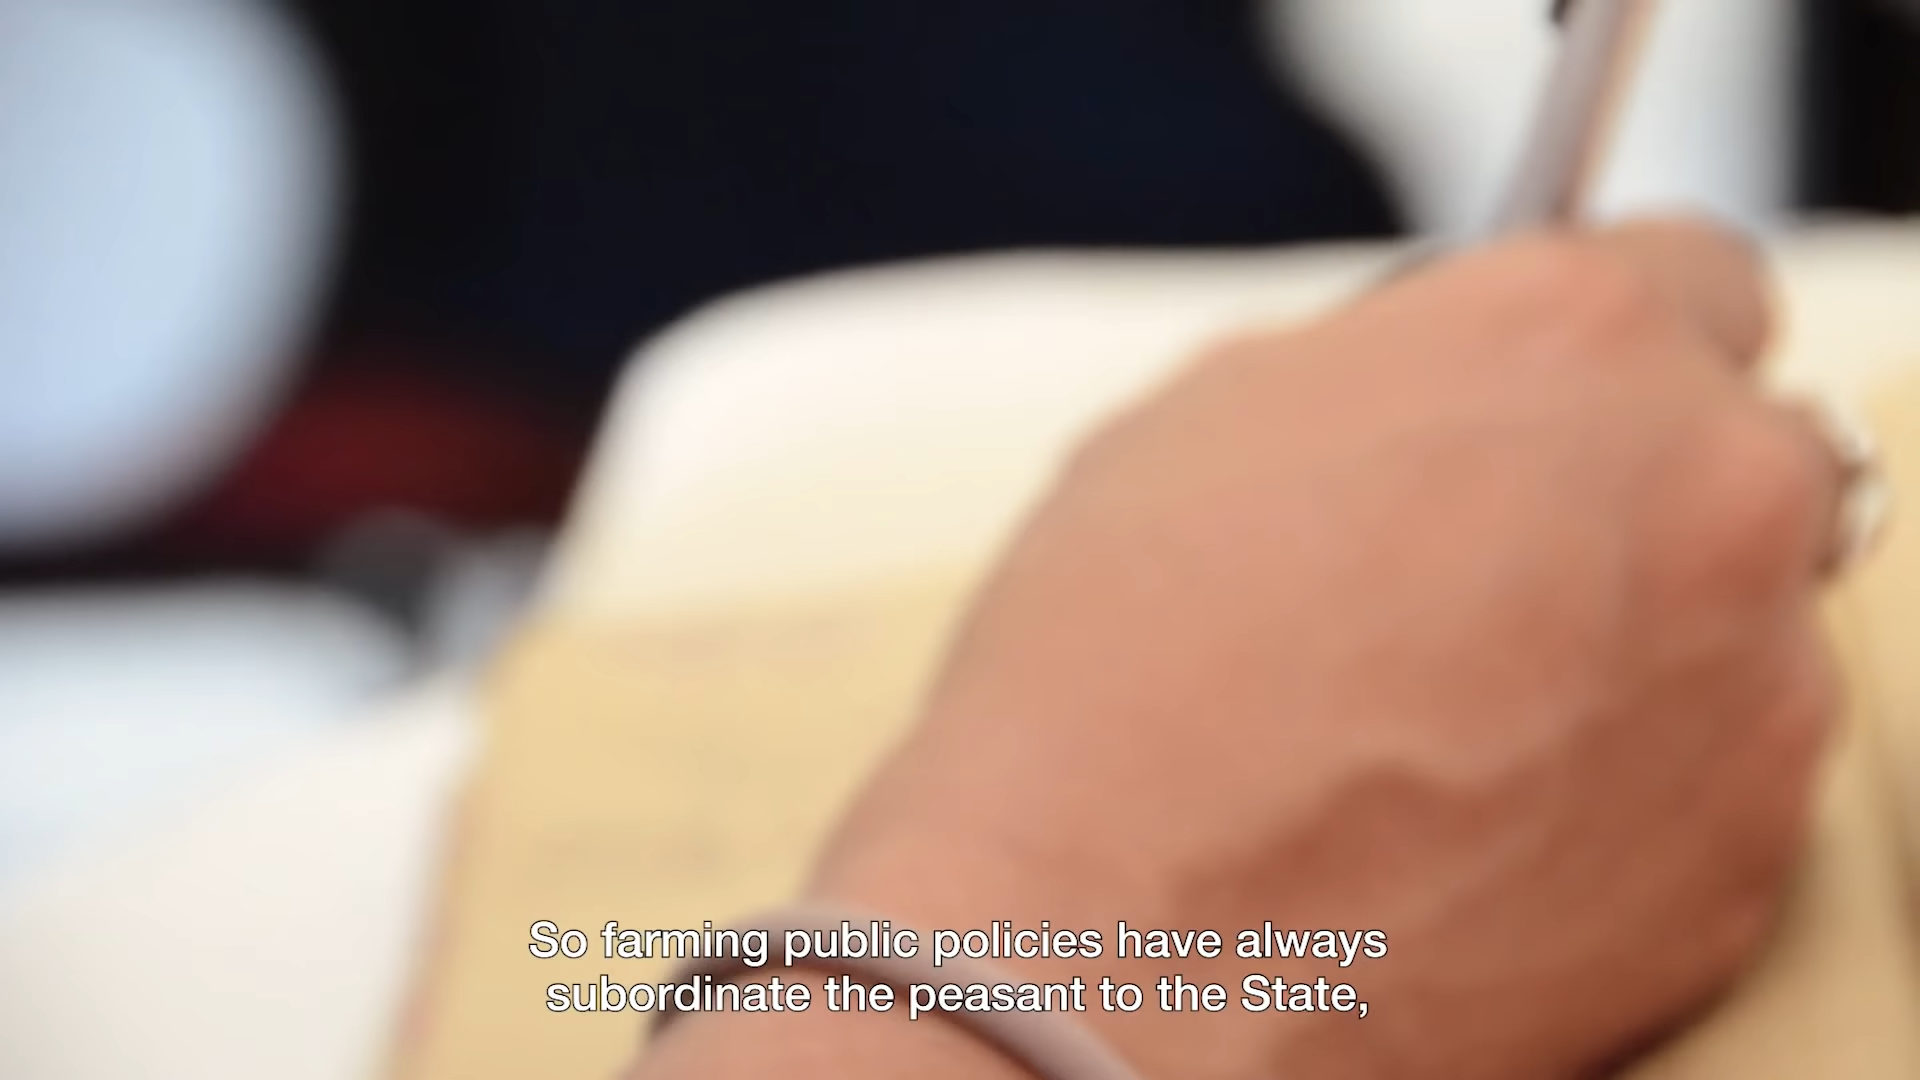 So farming public policies have always
subordinate the peasant to the State,